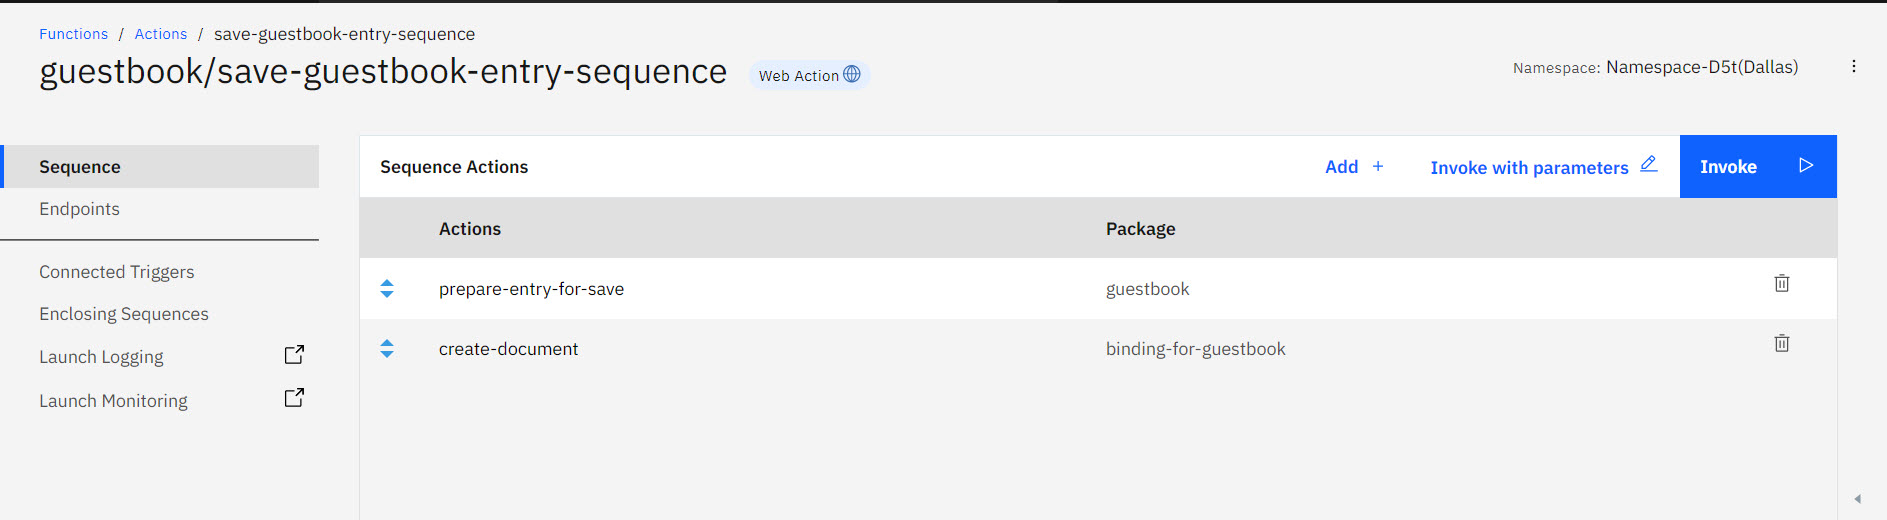 Functions / Actions / save-guestbook-entry-sequence
guestbook/save-guestbook-entry-sequence Web Action
Namespace: Namespace-D5t(Dallas)
Sequence
Endpoints
Connected Triggers
Enclosing Sequences
Launch Logging
Launch Monitoring
Sequence Actions Add + Invoke with parameters Invoke
Actions Package
prepare-entry-for-save guestbook
create-document binding-for-guestbook